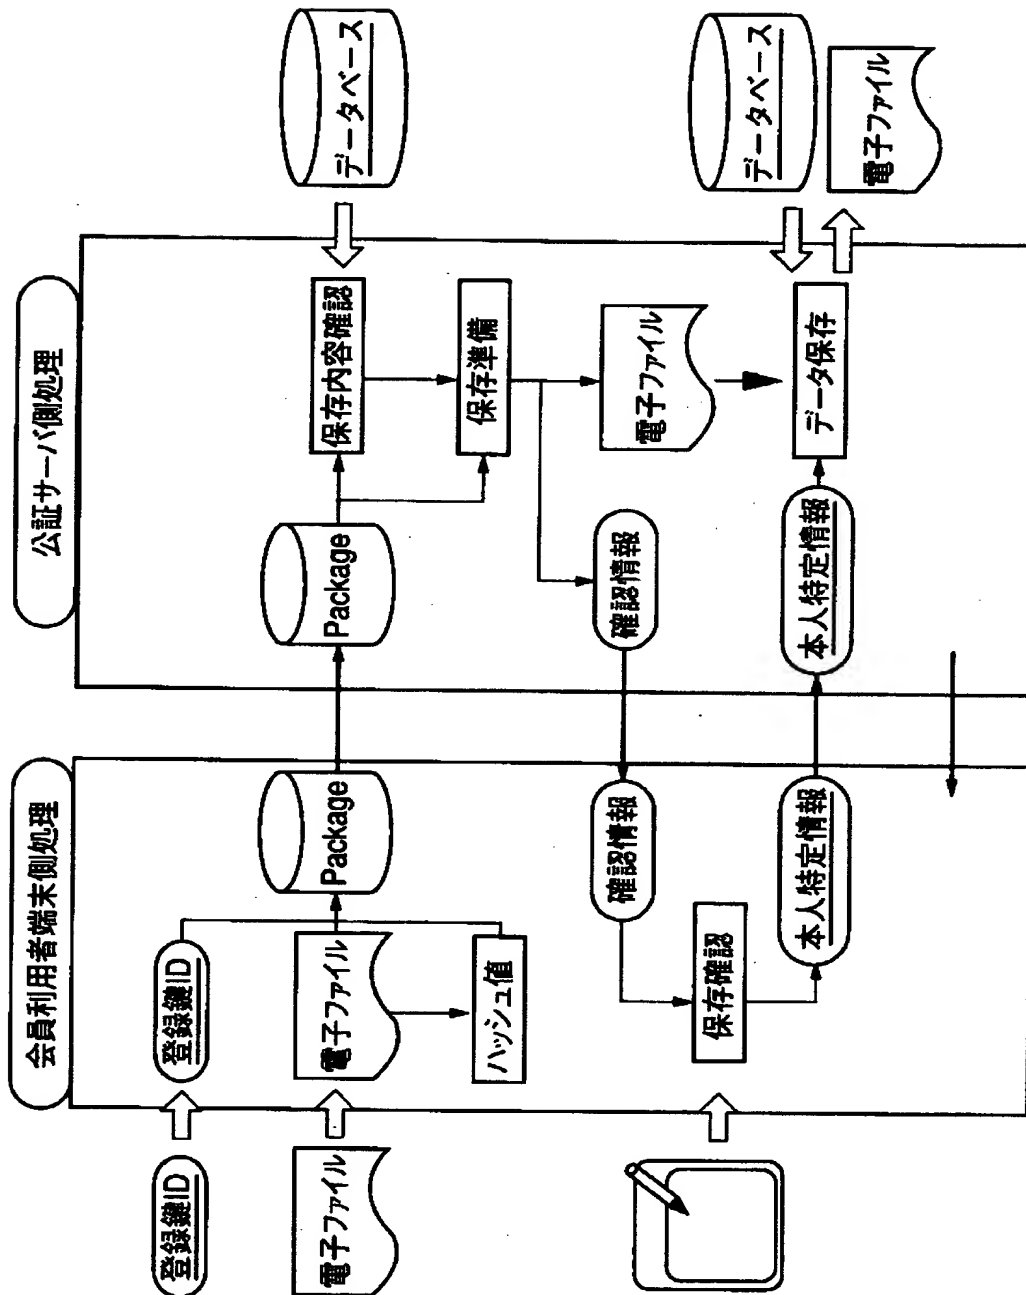 会員利用者端末側処理
公証サーバ側処理
登録鍵ID
登録鍵ID
電子ファイル
電子ファイル
ハッシュ値
Package
Package
保存内容確認
データベース
保存準備
電子ファイル
確認情報
確認情報
保存確認
本人特定情報
本人特定情報
データ保存
データベース
電子ファイル